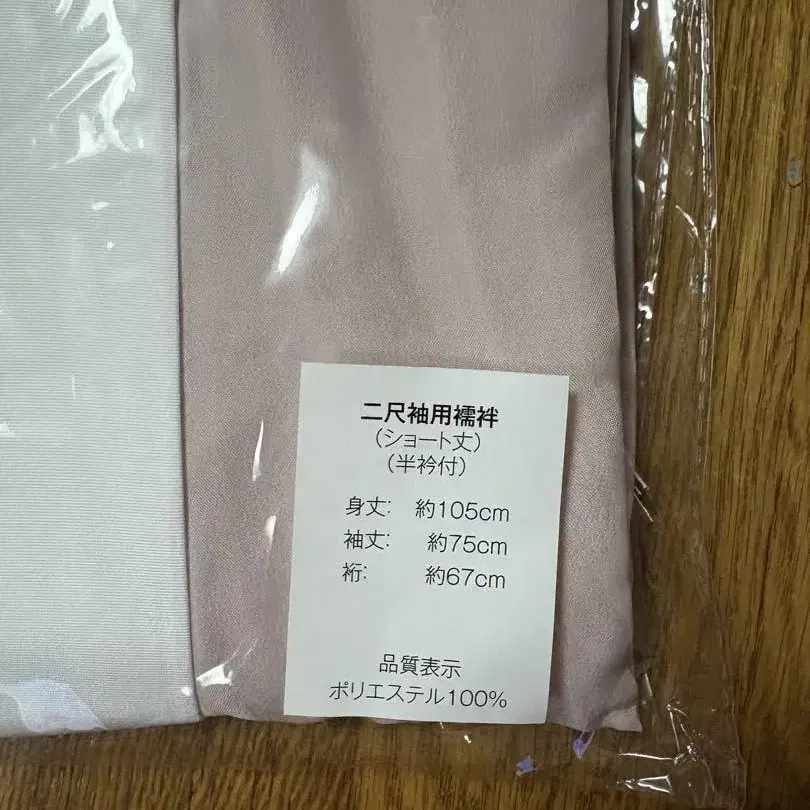 二尺袖用襦袢
(ショート丈)
(半衿付)
身丈: 約105cm
袖丈: 約75cm
裄: 約67cm
品質表示
ポリエステル100%